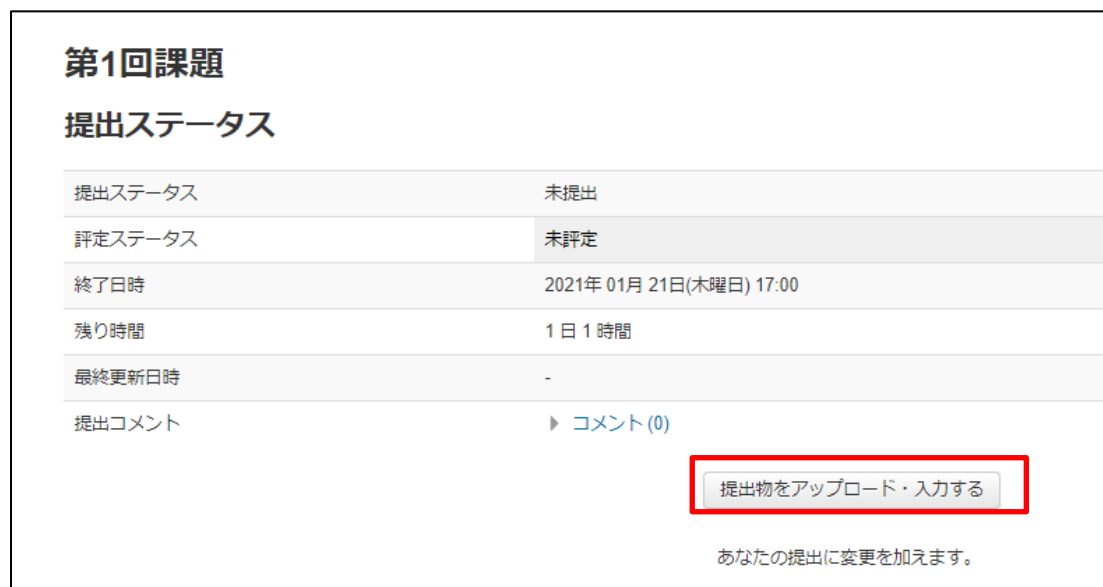 第1回課題
提出ステータス
提出ステータス 未提出
評定ステータス 未評定
終了日時 2021年 01月 21日(木曜日) 17:00
残り時間 1 日 1 時間
最終更新日時 -
提出コメント コメント (0)
提出物をアップロード・入力する
あなたの提出に変更を加えます。